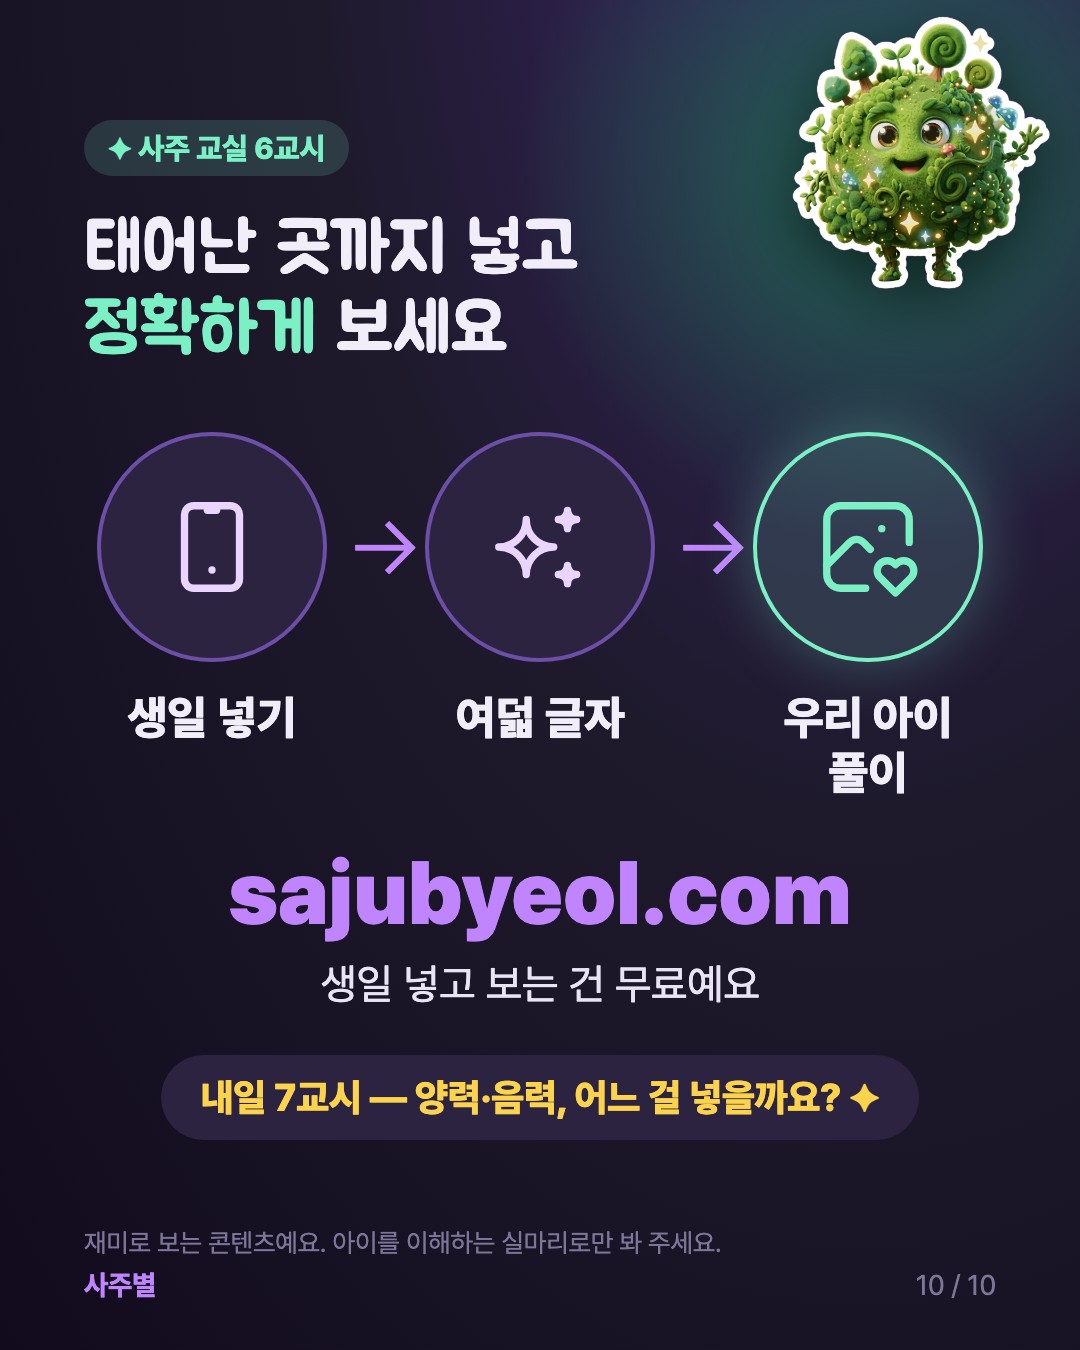 ✦ 사주 교실 6교시
태어난 곳까지 넣고
정확하게 보세요
생일 넣기
여덟 글자
우리 아이
풀이
sajubyeol.com
생일 넣고 보는 건 무료예요
내일 7교시 — 양력·음력, 어느 걸 넣을까요? ✦
재미로 보는 콘텐츠예요. 아이를 이해하는 실마리로만 봐 주세요.
사주별
10 / 10